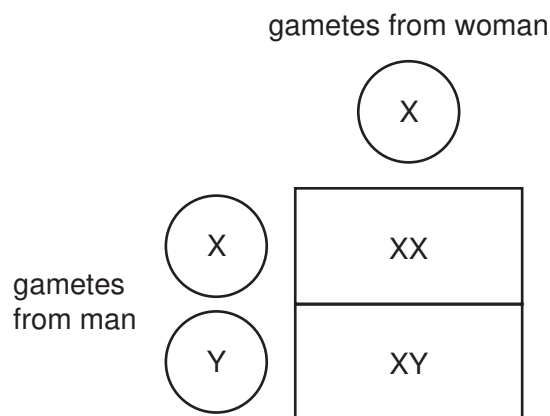 gametes from woman
X
X
XX
gametes
from man
Y
XY